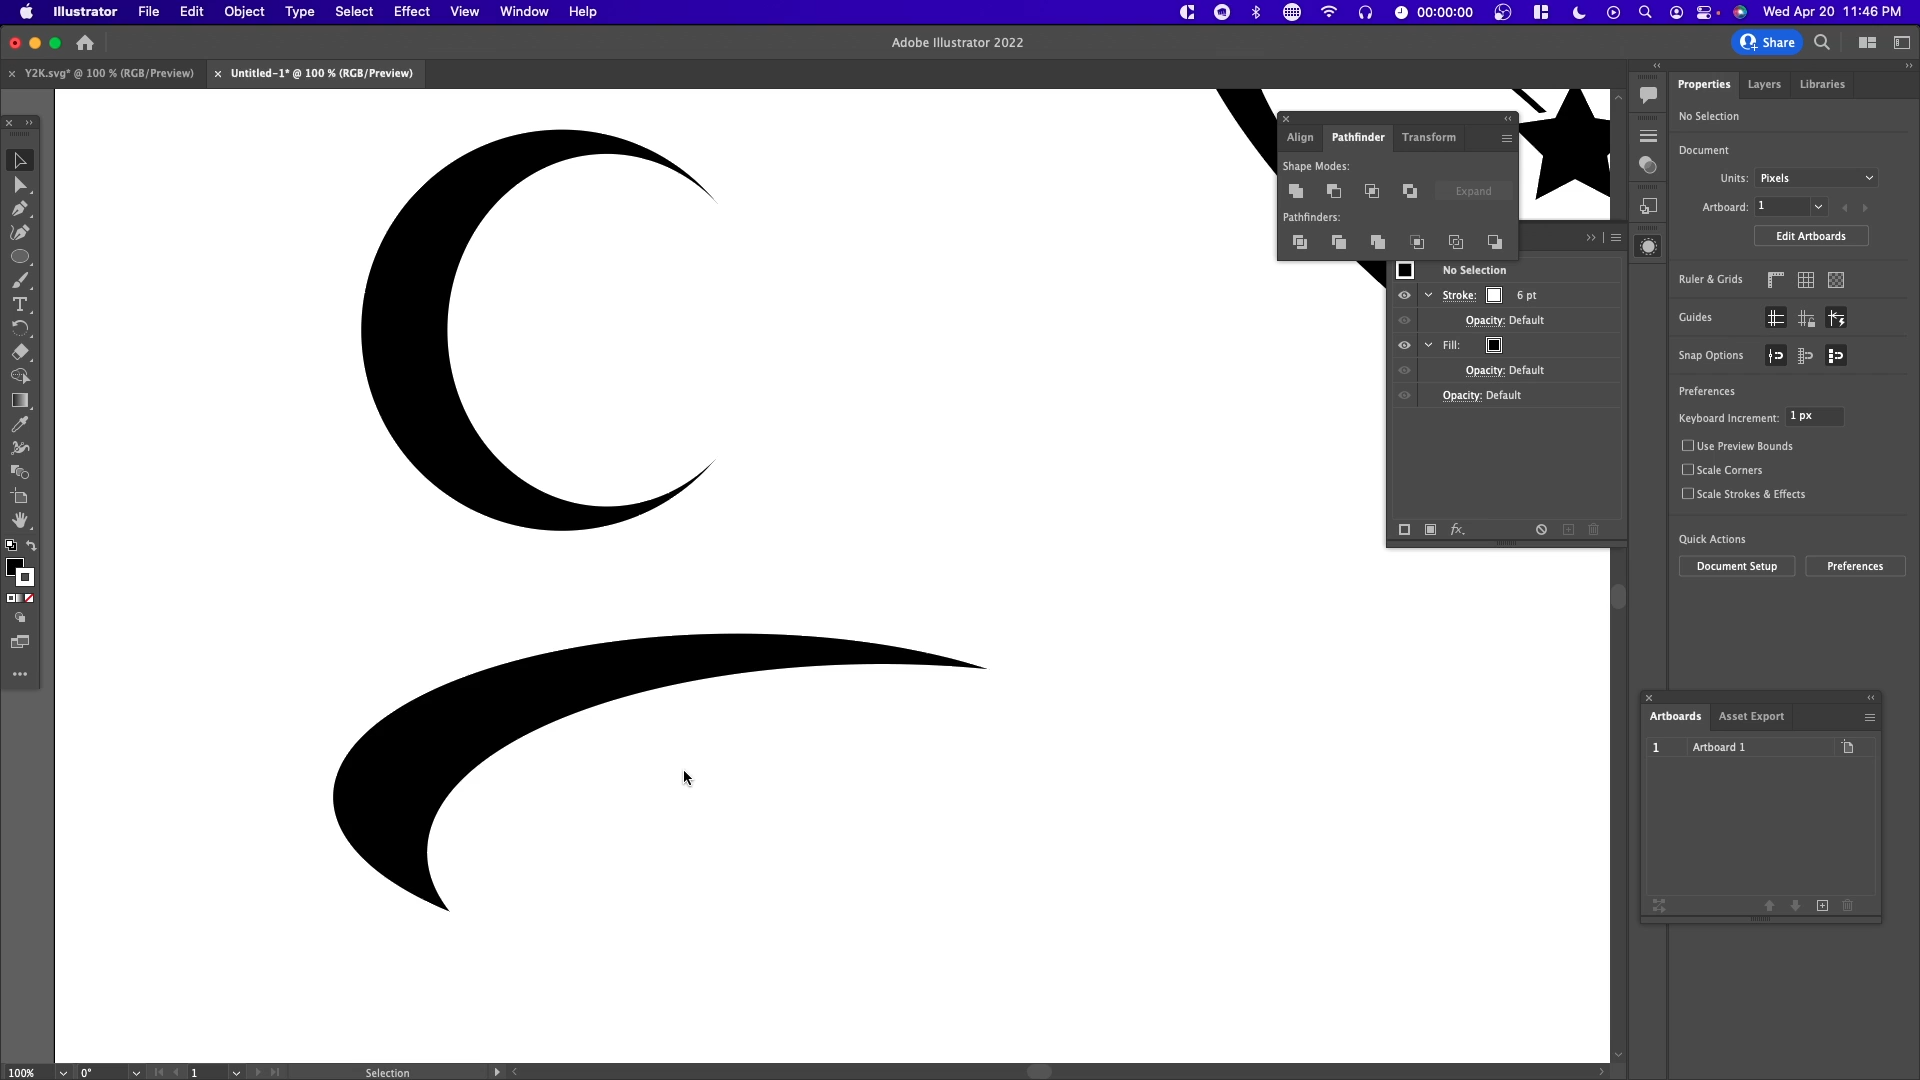 Illustrator File Edit Object Type Select Effect View Window Help 00:00:00 Wed Apr 20 11:46 PM
Adobe Illustrator 2022
Share
Y2K.svg* @ 100 % (RGB/Preview)
Untitled-1* @ 100 % (RGB/Preview)
Properties Layers Libraries
No Selection
Document
Units: Pixels
Artboard: 1
Edit Artboards
Ruler & Grids
Guides
Snap Options
Preferences
Keyboard Increment: 1 px
Use Preview Bounds
Scale Corners
Scale Strokes & Effects
Quick Actions
Document Setup Preferences
Align Pathfinder Transform
Shape Modes:
Expand
Pathfinders:
No Selection
Stroke: 6 pt
Opacity: Default
Fill:
Opacity: Default
Opacity: Default
fx.
Artboards Asset Export
1 Artboard 1
100% 0° 1 Selection